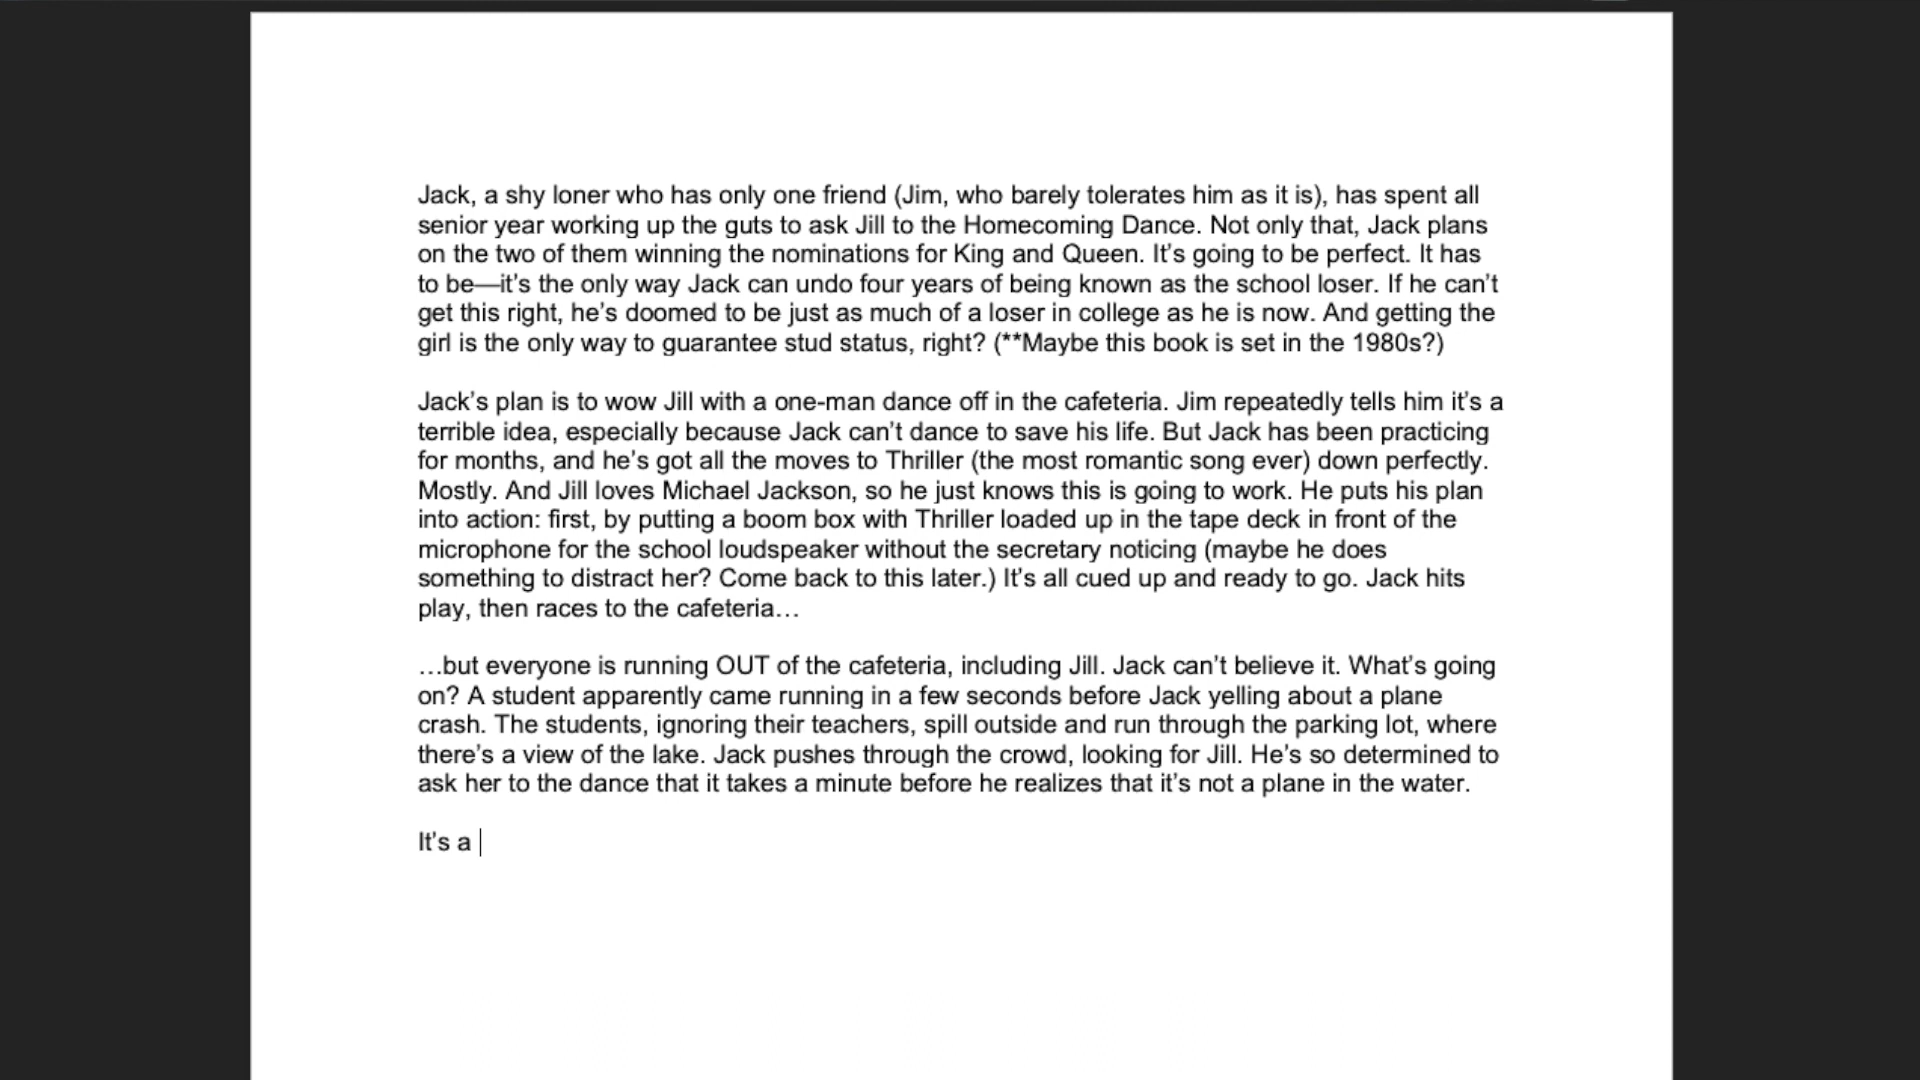 Jack, a shy loner who has only one friend (Jim, who barely tolerates him as it is), has spent all
senior year working up the guts to ask Jill to the Homecoming Dance. Not only that, Jack plans
on the two of them winning the nominations for King and Queen. It’s going to be perfect. It has
to be—it’s the only way Jack can undo four years of being known as the school loser. If he can’t
get this right, he’s doomed to be just as much of a loser in college as he is now. And getting the
girl is the only way to guarantee stud status, right? (**Maybe this book is set in the 1980s?)
Jack’s plan is to wow Jill with a one-man dance off in the cafeteria. Jim repeatedly tells him it’s a
terrible idea, especially because Jack can’t dance to save his life. But Jack has been practicing
for months, and he’s got all the moves to Thriller (the most romantic song ever) down perfectly.
Mostly. And Jill loves Michael Jackson, so he just knows this is going to work. He puts his plan
into action: first, by putting a boom box with Thriller loaded up in the tape deck in front of the
microphone for the school loudspeaker without the secretary noticing (maybe he does
something to distract her? Come back to this later.) It’s all cued up and ready to go. Jack hits
play, then races to the cafeteria…
…but everyone is running OUT of the cafeteria, including Jill. Jack can’t believe it. What’s going
on? A student apparently came running in a few seconds before Jack yelling about a plane
crash. The students, ignoring their teachers, spill outside and run through the parking lot, where
there’s a view of the lake. Jack pushes through the crowd, looking for Jill. He’s so determined to
ask her to the dance that it takes a minute before he realizes that it’s not a plane in the water.
It’s a